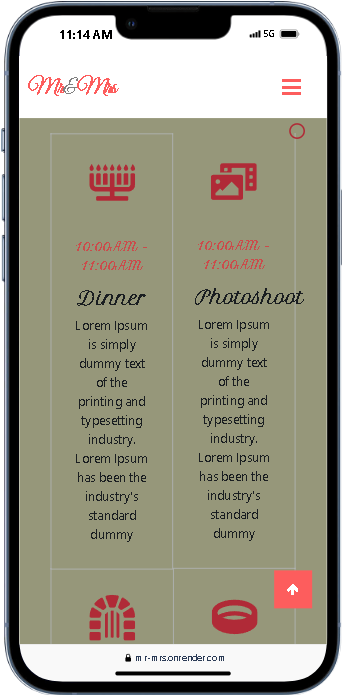 11:14 AM
5G
Mr&Mrs
10:00AM -
11:00AM
Dinner
Lorem Ipsum
is simply
dummy text
of the
printing and
typesetting
industry.
Lorem Ipsum
has been the
industry's
standard
dummy
10:00AM -
11:00AM
Photoshoot
Lorem Ipsum
is simply
dummy text
of the
printing and
typesetting
industry.
Lorem Ipsum
has been the
industry's
standard
dummy
mr-mrs.onrender.com